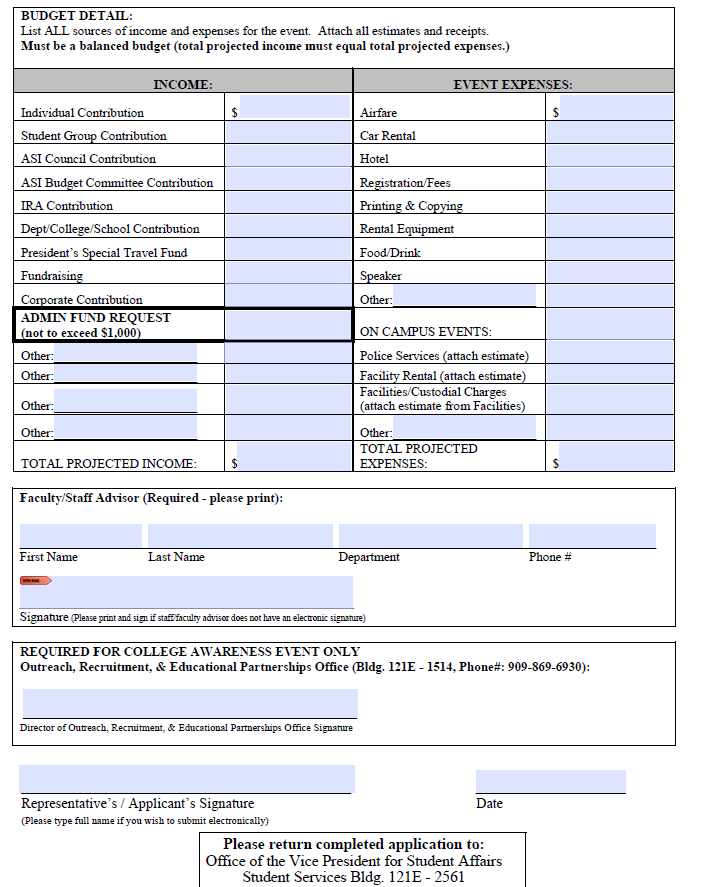 BUDGET DETAIL:
List ALL sources of income and expenses for the event. Attach all estimates and receipts.
Must be a balanced budget (total projected income must equal total projected expenses.)
INCOME: EVENT EXPENSES:
Individual Contribution $ Airfare $
Student Group Contribution Car Rental
ASI Council Contribution Hotel
ASI Budget Committee Contribution Registration/Fees
IRA Contribution Printing & Copying
Dept/College/School Contribution Rental Equipment
President's Special Travel Fund Food/Drink
Fundraising Speaker
Corporate Contribution Other:
ADMIN FUND REQUEST
(not to exceed $1,000) ON CAMPUS EVENTS:
Other: Police Services (attach estimate)
Other: Facility Rental (attach estimate)
Other: Facilities/Custodial Charges
(attach estimate from Facilities)
Other: Other:
TOTAL PROJECTED INCOME: $ TOTAL PROJECTED
EXPENSES: $
Faculty/Staff Advisor (Required - please print):
First Name Last Name Department Phone #
Signature (Please print and sign if staff/faculty advisor does not have an electronic signature)
REQUIRED FOR COLLEGE AWARENESS EVENT ONLY
Outreach, Recruitment, & Educational Partnerships Office (Bldg. 121E - 1514, Phone#: 909-869-6930):
Director of Outreach, Recruitment, & Educational Partnerships Office Signature
Representative's / Applicant's Signature Date
(Please type full name if you wish to submit electronically)
Please return completed application to:
Office of the Vice President for Student Affairs
Student Services Bldg. 121E - 2561